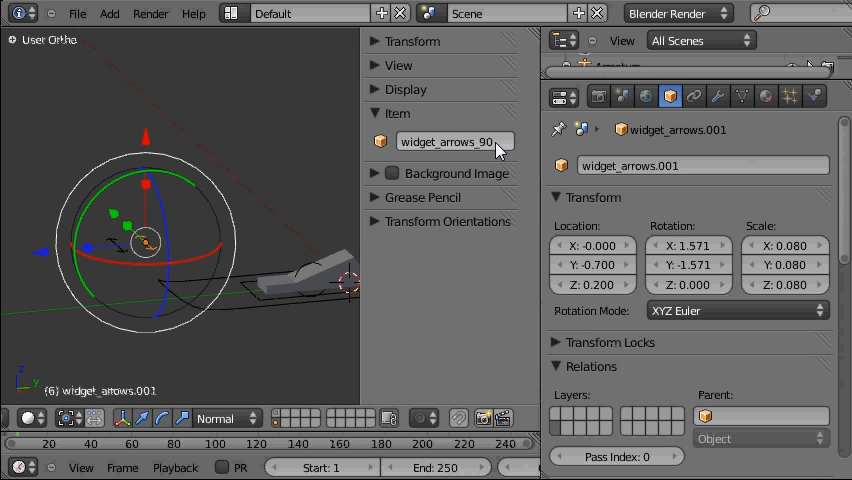 File Add Render Help Default Scene Blender Render
User Ortho
Transform
View
Display
Item
widget_arrows_90
Background Image
Grease Pencil
Transform Orientations
View All Scenes
widget_arrows.001
widget_arrows.001
Transform
Location: Rotation: Scale:
X: -0.000 X: 1.571 X: 0.080
Y: -0.700 Y: -1.571 Y: 0.080
Z: 0.200 Z: 0.000 Z: 0.080
Rotation Mode: XYZ Euler
Transform Locks
Relations
Layers: Parent:
Object
Pass Index: 0
z
y
(6) widget_arrows.001
Normal
20 40 60 80 100 120 140 160 180 200 220 240
View Frame Playback PR Start: 1 End: 250